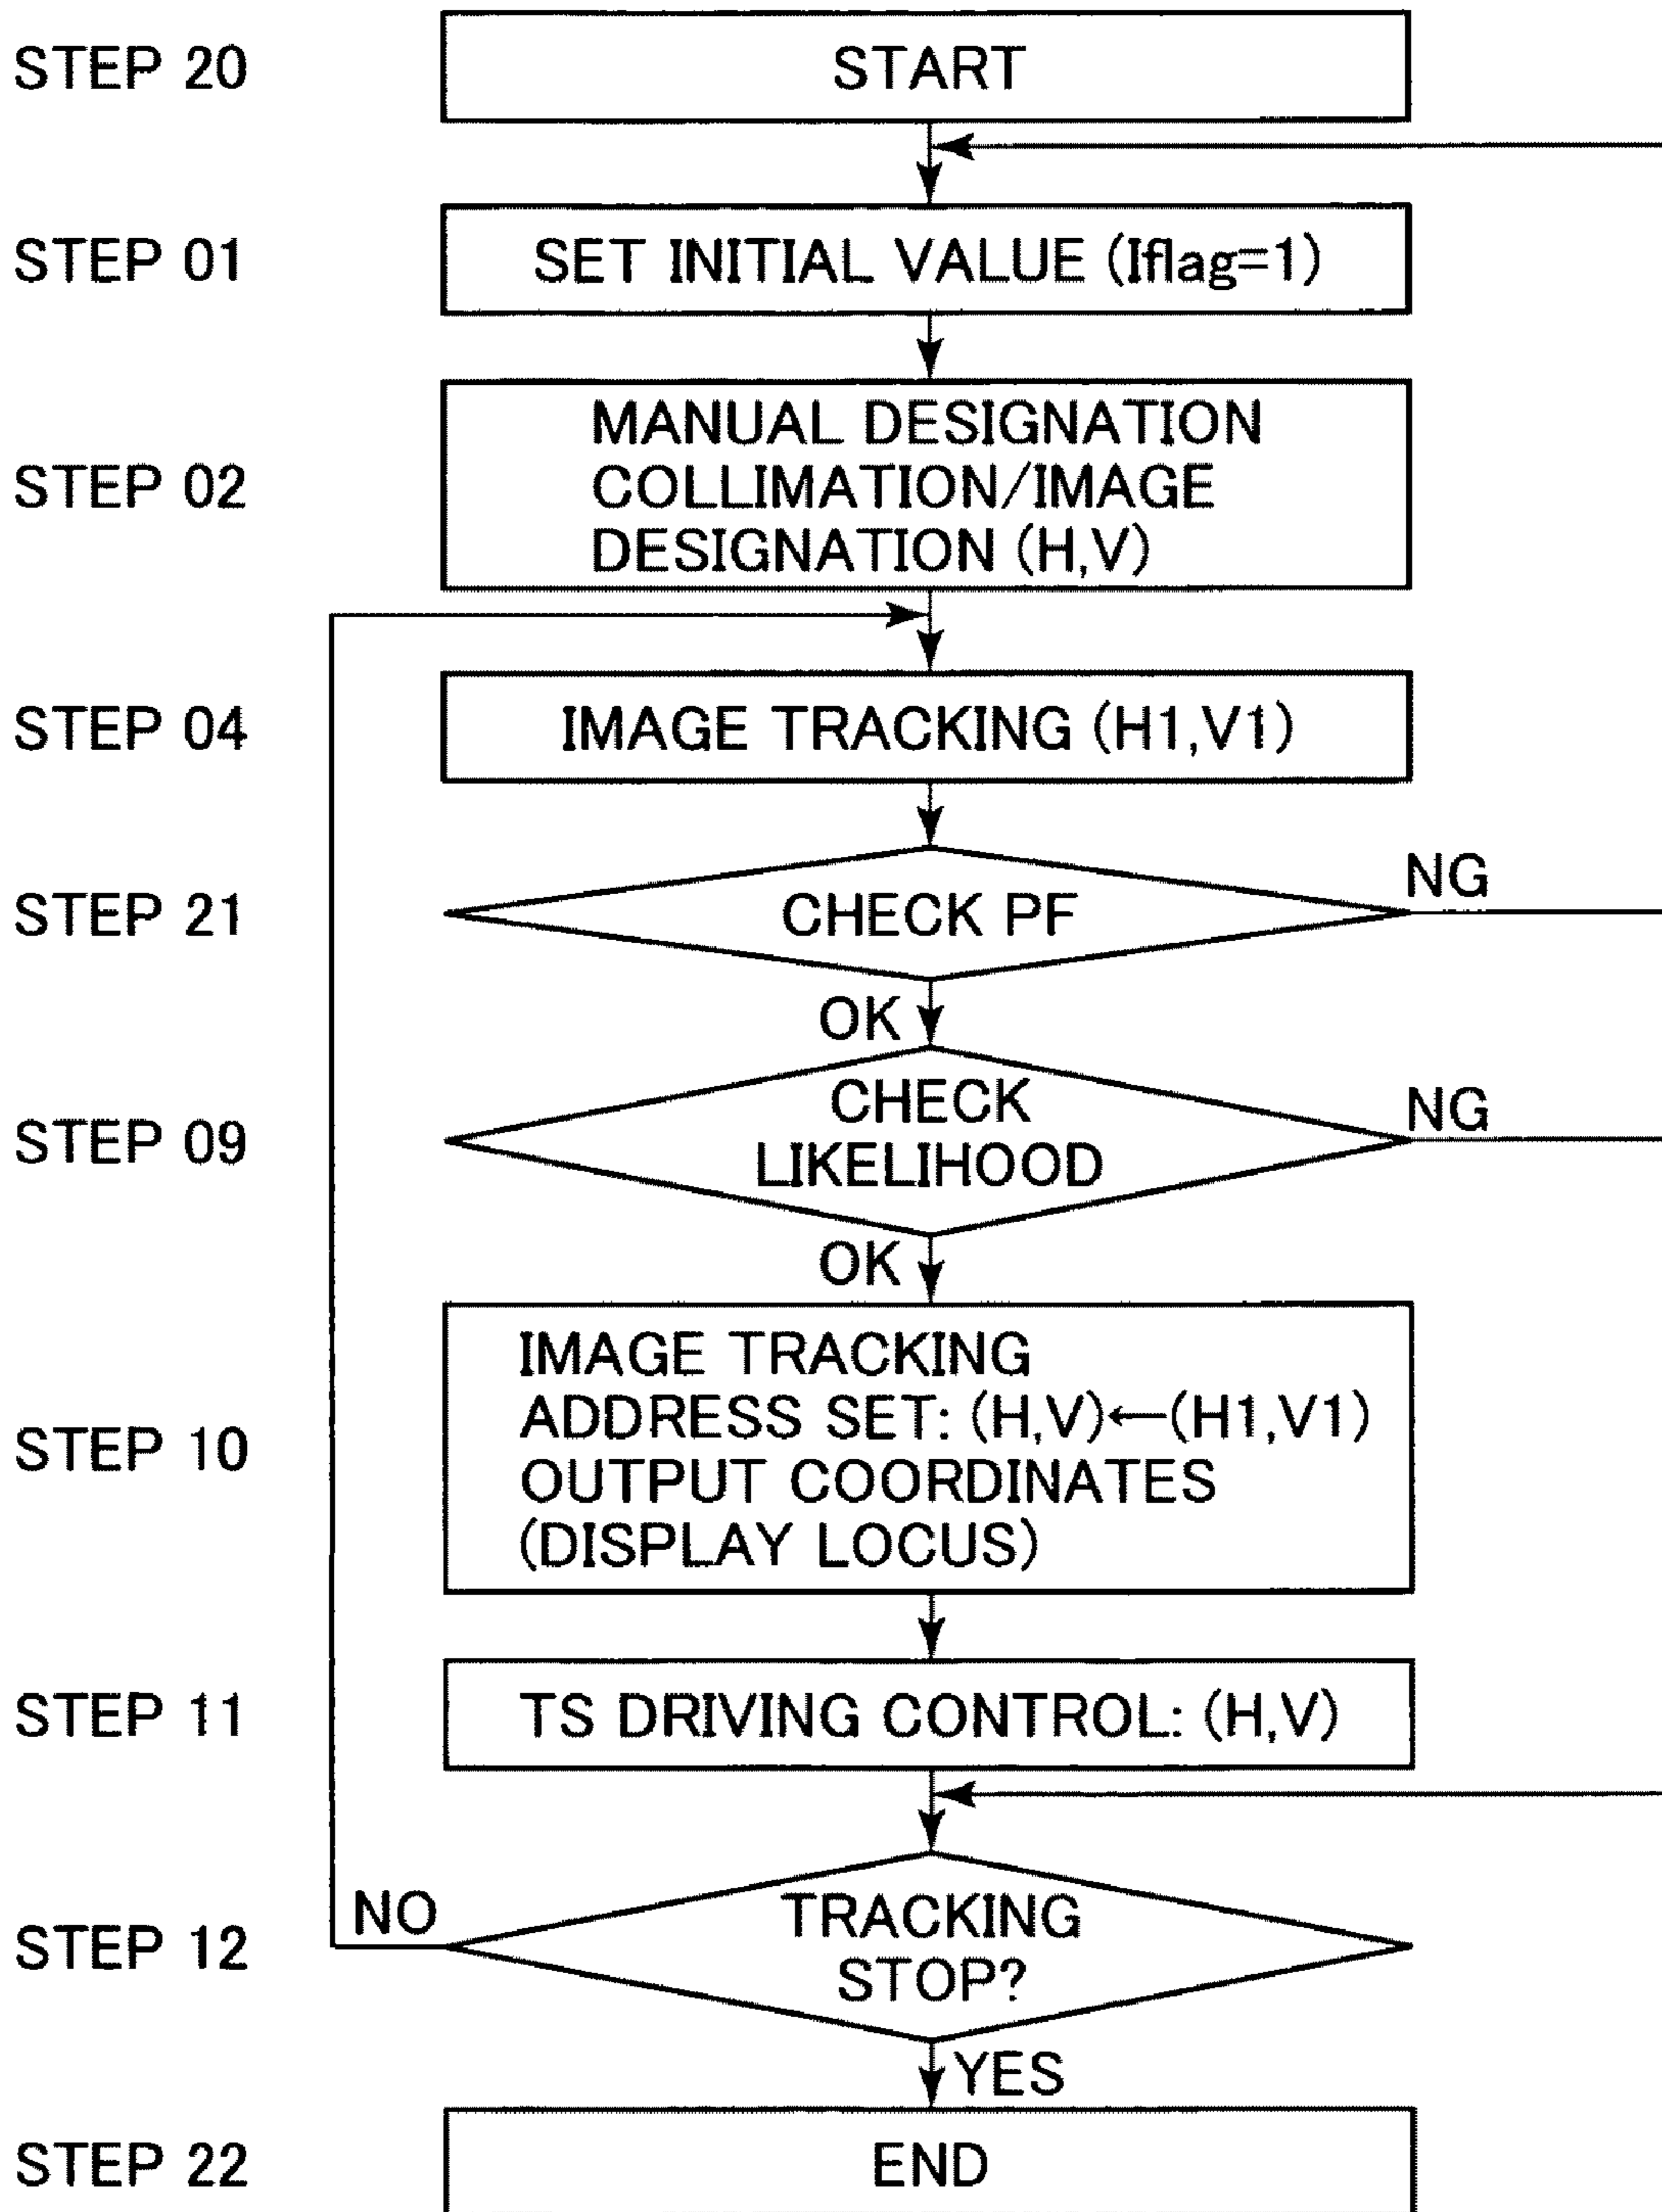 STEP 20
START
STEP 01
SET INITIAL VALUE (Iflag=1)
STEP 02
MANUAL DESIGNATION
COLLIMATION/IMAGE
DESIGNATION (H,V)
STEP 04
IMAGE TRACKING (H1,V1)
STEP 21
CHECK PF
NG
OK
STEP 09
CHECK
LIKELIHOOD
NG
OK
STEP 10
IMAGE TRACKING
ADDRESS SET: (H,V)←(H1,V1)
OUTPUT COORDINATES
(DISPLAY LOCUS)
STEP 11
TS DRIVING CONTROL: (H,V)
STEP 12
NO
TRACKING
STOP?
YES
STEP 22
END